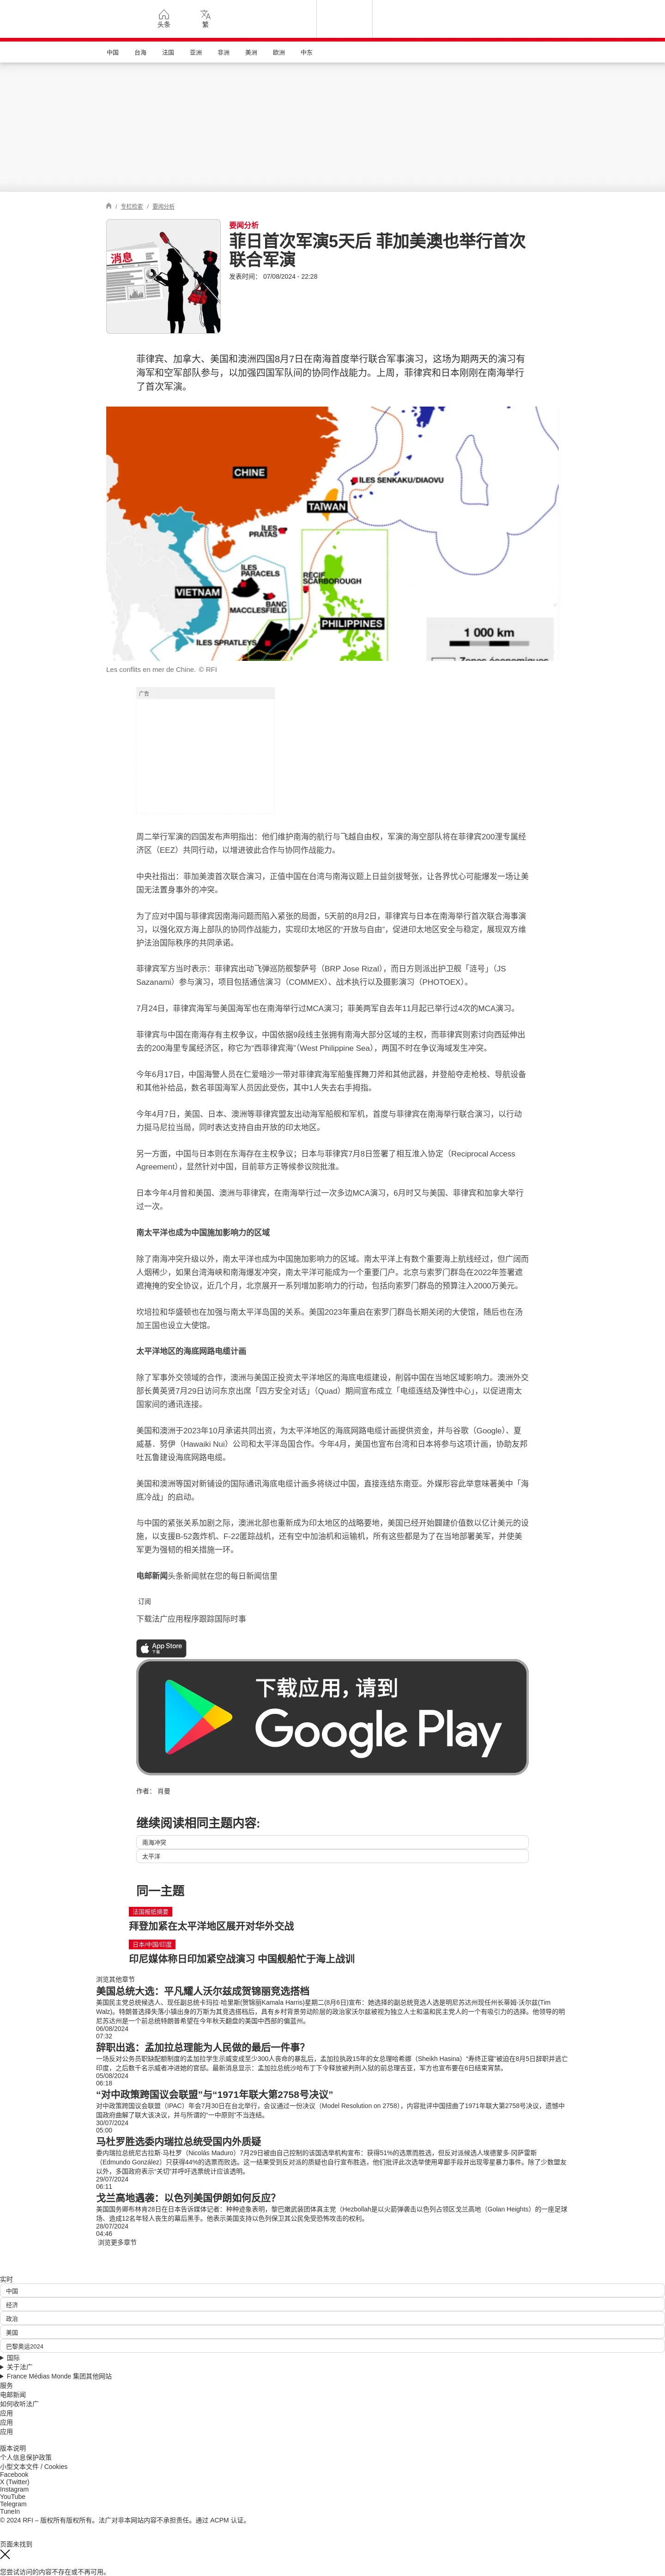 头条
繁
中国
台海
法国
亚洲
非洲
美洲
欧洲
中东
/ 专栏检索 / 要闻分析
消息
要闻分析
菲日首次军演5天后 菲加美澳也举行首次
联合军演
发表时间： 07/08/2024 - 22:28
菲律宾、加拿大、美国和澳洲四国8月7日在南海首度举行联合军事演习，这场为期两天的演习有
海军和空军部队参与，以加强四国军队间的协同作战能力。上周，菲律宾和日本刚刚在南海举行
了首次军演。
CHINE
ÎLES SENKAKU/DIAOYU
TAÏWAN
ÎLES
PRATAS
ÎLES
PARACELS
RÉCIF
SCARBOROUGH
VIETNAM
BANC
MACCLESFIELD
PHILIPPINES
ÎLES SPRATLEYS
1 000 km
Zones économiques
Les conflits en mer de Chine. © RFI
广告
周二举行军演的四国发布声明指出：他们维护南海的航行与飞越自由权，军演的海空部队将在菲律宾200浬专属经
济区（EEZ）共同行动，以增进彼此合作与协同作战能力。
中央社指出：菲加美澳首次联合演习，正值中国在台湾与南海议题上日益剑拔弩张，让各界忧心可能爆发一场让美
国无法置身事外的冲突。
为了应对中国与菲律宾因南海问题而陷入紧张的局面，5天前的8月2日，菲律宾与日本在南海举行首次联合海事演
习，以强化双方海上部队的协同作战能力，实现印太地区的“开放与自由”，促进印太地区安全与稳定，展现双方维
护法治国际秩序的共同承诺。
菲律宾军方当时表示：菲律宾出动飞弹巡防舰黎萨号（BRP Jose Rizal），而日方则派出护卫舰「涟号」（JS
Sazanami）参与演习，项目包括通信演习（COMMEX）、战术执行以及摄影演习（PHOTOEX）。
7月24日，菲律宾海军与美国海军也在南海举行过MCA演习；菲美两军自去年11月起已举行过4次的MCA演习。
菲律宾与中国在南海存有主权争议，中国依据9段线主张拥有南海大部分区域的主权，而菲律宾则索讨向西延伸出
去的200海里专属经济区，称它为“西菲律宾海”（West Philippine Sea），两国不时在争议海域发生冲突。
今年6月17日，中国海警人员在仁爱暗沙一带对菲律宾海军船隻挥舞刀斧和其他武器，并登船夺走枪枝、导航设备
和其他补给品，数名菲国海军人员因此受伤，其中1人失去右手拇指。
今年4月7日，美国、日本、澳洲等菲律宾盟友出动海军船舰和军机，首度与菲律宾在南海举行联合演习，以行动
力挺马尼拉当局，同时表达支持自由开放的印太地区。
另一方面，中国与日本则在东海存在主权争议；日本与菲律宾7月8日签署了相互淮入协定（Reciprocal Access
Agreement），显然针对中国，目前菲方正等候参议院批淮。
日本今年4月曾和美国、澳洲与菲律宾，在南海举行过一次多边MCA演习，6月时又与美国、菲律宾和加拿大举行
过一次。
南太平洋也成为中国施加影响力的区域
除了南海冲突升级以外，南太平洋也成为中国施加影响力的区域。南太平洋上有数个重要海上航线经过，但广阔而
人烟稀少，如果台湾海峡和南海爆发冲突，南太平洋可能成为一个重要门户。北京与索罗门群岛在2022年签署遮
遮掩掩的安全协议，近几个月，北京展开一系列增加影响力的行动，包括向索罗门群岛的预算注入2000万美元。
坎培拉和华盛顿也在加强与南太平洋岛国的关系。美国2023年重启在索罗门群岛长期关闭的大使馆，随后也在汤
加王国也设立大使馆。
太平洋地区的海底网路电缆计画
除了军事外交领域的合作，澳洲与美国正投资太平洋地区的海底电缆建设，削弱中国在当地区域影响力。澳洲外交
部长黄英贤7月29日访问东京出席「四方安全对话」（Quad）期间宣布成立「电缆连结及弹性中心」，以促进南太
国家间的通讯连接。
美国和澳洲于2023年10月承诺共同出资，为太平洋地区的海底网路电缆计画提供资金，并与谷歌（Google）、夏
威基．努伊（Hawaiki Nui）公司和太平洋岛国合作。今年4月，美国也宣布台湾和日本将参与这项计画，协助友邦
吐瓦鲁建设海底网路电缆。
美国和澳洲等国对新铺设的国际通讯海底电缆计画多将绕过中国，直接连结东南亚。外媒形容此举意味著美中「海
底冷战」的启动。
与中国的紧张关系加剧之际，澳洲北部也重新成为印太地区的战略要地，美国已经开始闢建价值数以亿计美元的设
施，以支援B-52轰炸机、F-22匿踪战机，还有空中加油机和运输机，所有这些都是为了在当地部署美军，并使美
军更为强韧的相关措施一环。
电邮新闻头条新闻就在您的每日新闻信里
订阅
下载法广应用程序跟踪国际时事
App Store
下载
下载应用，请到
Google Play
作者： 肖曼
继续阅读相同主题内容:
南海冲突
太平洋
同一主题
法国报纸摘要
拜登加紧在太平洋地区展开对华外交战
日本/中国/印度
印尼媒体称日印加紧空战演习 中国舰船忙于海上战训
浏览其他章节
美国总统大选：平凡耀人沃尔兹成贺锦丽竞选搭档
美国民主党总统候选人、现任副总统卡玛拉·哈里斯(贺锦丽Kamala Harris)星期二(8月6日)宣布：她选择的副总统竞选人选是明尼苏达州现任州长蒂姆·沃尔兹(Tim
Walz)。特朗普选择失落小镇出身的万斯为其竞选搭档后，具有乡村背景劳动阶层的政治家沃尔兹被视为独立人士和温和民主党人的一个有吸引力的选择。他领导的明
尼苏达州是一个前总统特朗普希望在今年秋天翻盘的美国中西部的偏蓝州。
06/08/2024
07:32
辞职出逃：孟加拉总理能为人民做的最后一件事？
一场反对公务员职缺配额制度的孟加拉学生示威变成至少300人丧命的暴乱后，孟加拉执政15年的女总理哈希娜（Sheikh Hasina）“寿终正寝”被迫在8月5日辞职并逃亡
印度，之后数千名示威者冲进她的官邸。最新消息显示：孟加拉总统沙哈布丁下令释放被判刑入狱的前总理吉亚，军方也宣布要在6日结束宵禁。
05/08/2024
06:18
“对中政策跨国议会联盟”与“1971年联大第2758号决议”
对中政策跨国议会联盟（IPAC）年会7月30日在台北举行，会议通过一份决议（Model Resolution on 2758），内容批评中国扭曲了1971年联大第2758号决议，遗憾中
国政府曲解了联大该决议，并与所谓的“一中原则”不当连结。
30/07/2024
05:00
马杜罗胜选委内瑞拉总统受国内外质疑
委内瑞拉总统尼古拉斯·马杜罗（Nicolás Maduro）7月29日被由自己控制的该国选举机构宣布：获得51%的选票而胜选，但反对派候选人埃德蒙多·冈萨雷斯
（Edmundo González）只获得44%的选票而败选。这一结果受到反对派的质疑也自行宣布胜选，他们批评此次选举使用卑鄙手段并出现零星暴力事件。除了少数盟友
以外，多国政府表示“关切”并呼吁选票统计应该透明。
29/07/2024
06:11
戈兰高地遇袭：以色列美国伊朗如何反应？
美国国务卿布林肯28日在日本告诉媒体记者：种种迹象表明，黎巴嫩武装团体真主党（Hezbollah是以火箭弹袭击以色列占领区戈兰高地（Golan Heights）的一座足球
场、造成12名年轻人丧生的幕后黑手。他表示美国支持以色列保卫其公民免受恐怖攻击的权利。
28/07/2024
04:46
浏览更多章节
实时
中国
经济
政治
美国
巴黎奥运2024
国际
关于法广
France Médias Monde 集团其他网站
服务
电邮新闻
如何收听法广
应用
应用
应用
版本说明
个人信息保护政策
小型文本文件 / Cookies
Facebook
X (Twitter)
Instagram
YouTube
Telegram
TuneIn
© 2024 RFI – 版权所有版权所有。法广对非本网站内容不承担责任。通过 ACPM 认证。
页面未找到
您尝试访问的内容不存在或不再可用。